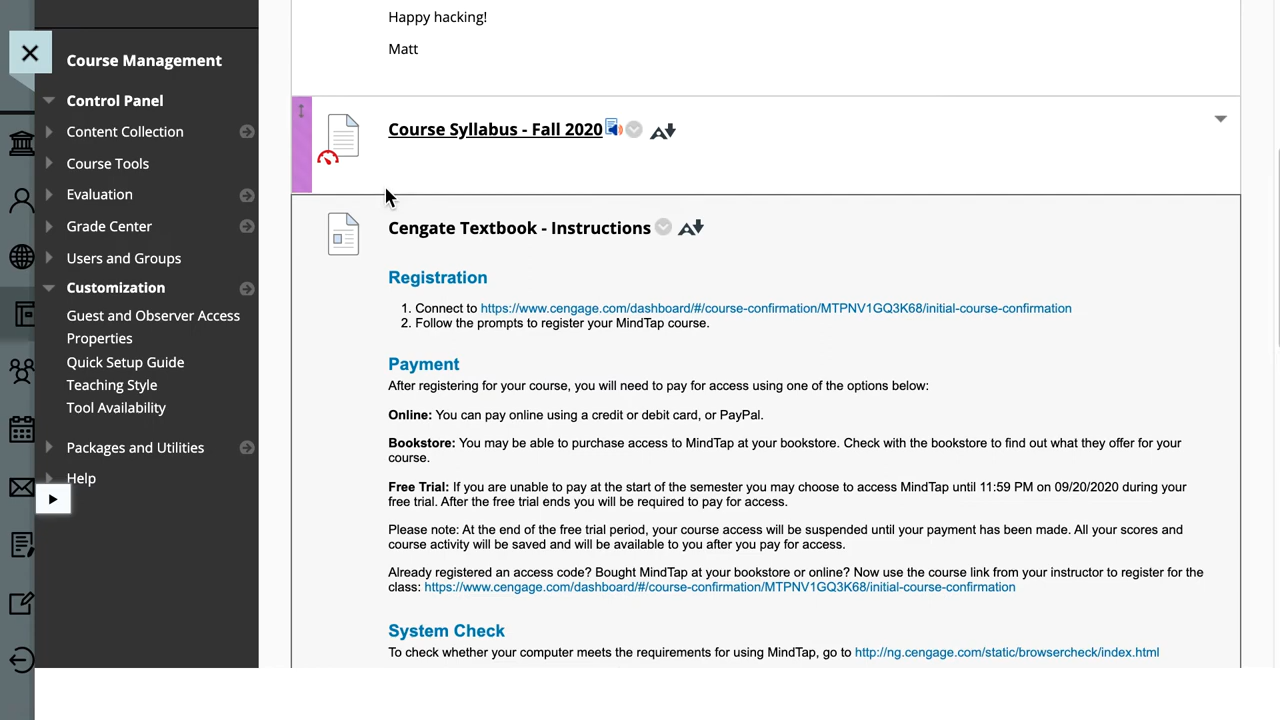 Happy hacking!
Matt
Course Management
Control Panel
Content Collection
Course Tools
Evaluation
Grade Center
Users and Groups
Customization
Guest and Observer Access
Properties
Quick Setup Guide
Teaching Style
Tool Availability
Packages and Utilities
Help
Course Syllabus - Fall 2020
Cengate Textbook - Instructions
Registration
1. Connect to https://www.cengage.com/dashboard/#/course-confirmation/MTPNV1GQ3K68/initial-course-confirmation
2. Follow the prompts to register your MindTap course.
Payment
After registering for your course, you will need to pay for access using one of the options below:
Online: You can pay online using a credit or debit card, or PayPal.
Bookstore: You may be able to purchase access to MindTap at your bookstore. Check with the bookstore to find out what they offer for your
course.
Free Trial: If you are unable to pay at the start of the semester you may choose to access MindTap until 11:59 PM on 09/20/2020 during your
free trial. After the free trial ends you will be required to pay for access.
Please note: At the end of the free trial period, your course access will be suspended until your payment has been made. All your scores and
course activity will be saved and will be available to you after you pay for access.
Already registered an access code? Bought MindTap at your bookstore or online? Now use the course link from your instructor to register for the
class: https://www.cengage.com/dashboard/#/course-confirmation/MTPNV1GQ3K68/initial-course-confirmation
System Check
To check whether your computer meets the requirements for using MindTap, go to http://ng.cengage.com/static/browsercheck/index.html